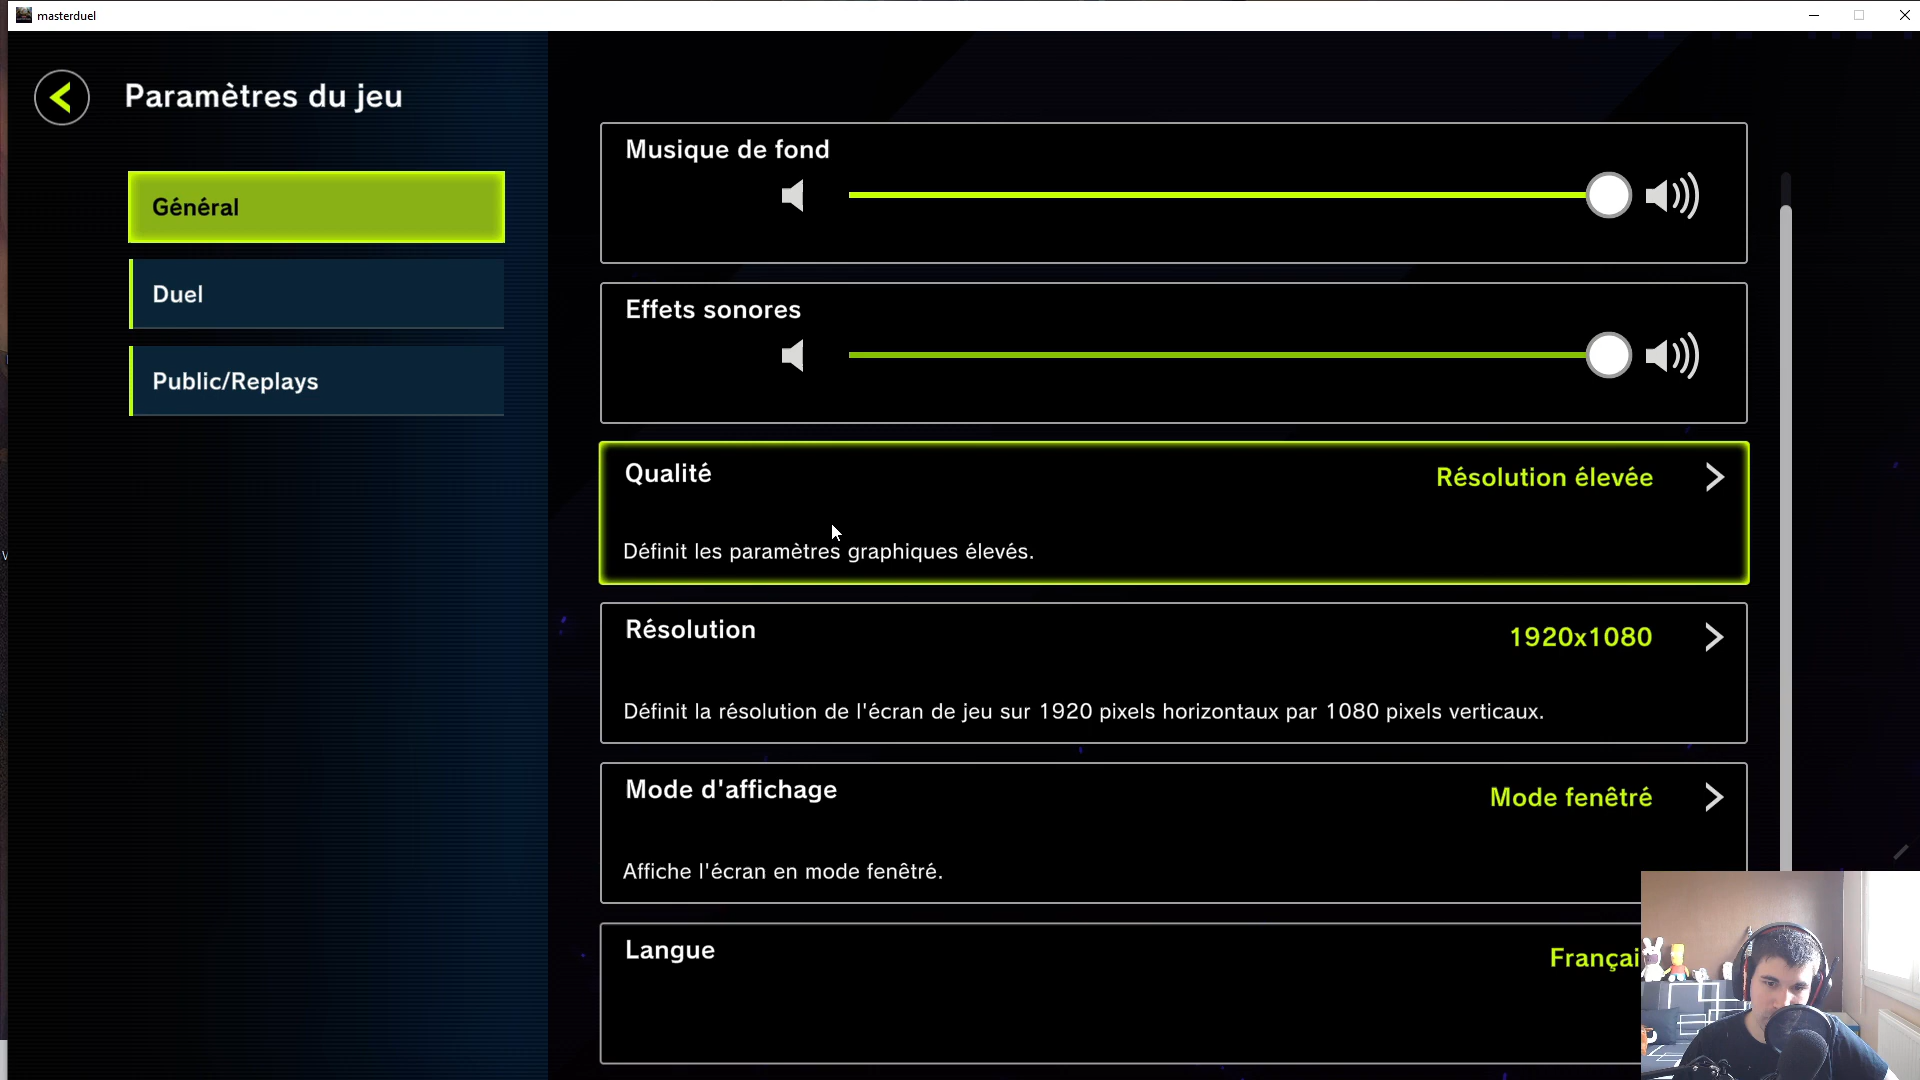 masterduel
Paramètres du jeu
Général
Duel
Public/Replays
Musique de fond
Effets sonores
Qualité
Résolution élevée
Définit les paramètres graphiques élevés.
Résolution
1920x1080
Définit la résolution de l'écran de jeu sur 1920 pixels horizontaux par 1080 pixels verticaux.
Mode d'affichage
Mode fenêtré
Affiche l'écran en mode fenêtré.
Langue
Françai